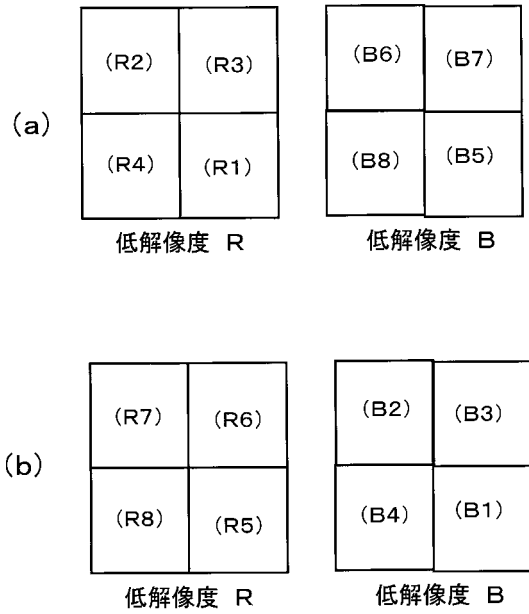 (R2) (R3) (B6) (B7)
(a)
(R4) (R1) (B8) (B5)
低解像度 R 低解像度 B
(R7) (R6) (B2) (B3)
(b)
(R8) (R5) (B4) (B1)
低解像度 R 低解像度 B